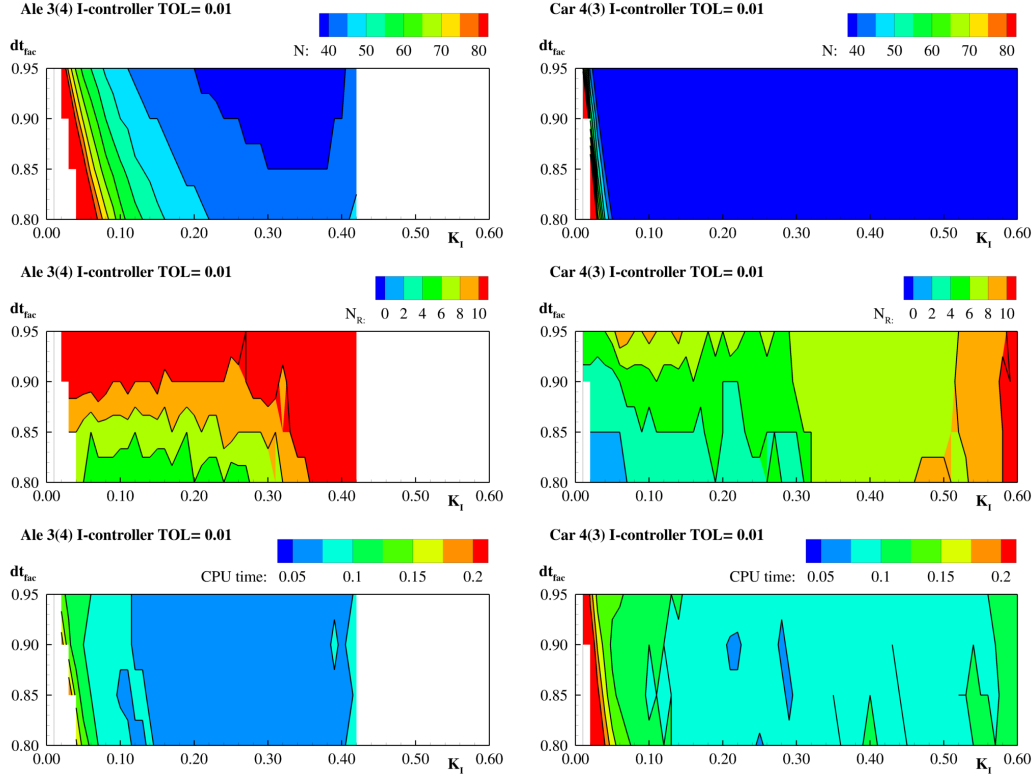 Ale 3(4) I-controller TOL= 0.01
N: 40 50 60 70 80
dt_fac
0.95
0.90
0.85
0.80
0.00 0.10 0.20 0.30 0.40 0.50 0.60
K_I
Car 4(3) I-controller TOL= 0.01
N: 40 50 60 70 80
dt_fac
0.95
0.90
0.85
0.80
0.00 0.10 0.20 0.30 0.40 0.50 0.60
K_I
Ale 3(4) I-controller TOL= 0.01
N_R: 0 2 4 6 8 10
dt_fac
0.95
0.90
0.85
0.80
0.00 0.10 0.20 0.30 0.40 0.50 0.60
K_I
Car 4(3) I-controller TOL= 0.01
N_R: 0 2 4 6 8 10
dt_fac
0.95
0.90
0.85
0.80
0.00 0.10 0.20 0.30 0.40 0.50 0.60
K_I
Ale 3(4) I-controller TOL= 0.01
CPU time: 0.05 0.1 0.15 0.2
dt_fac
0.95
0.90
0.85
0.80
0.00 0.10 0.20 0.30 0.40 0.50 0.60
K_I
Car 4(3) I-controller TOL= 0.01
CPU time: 0.05 0.1 0.15 0.2
dt_fac
0.95
0.90
0.85
0.80
0.00 0.10 0.20 0.30 0.40 0.50 0.60
K_I